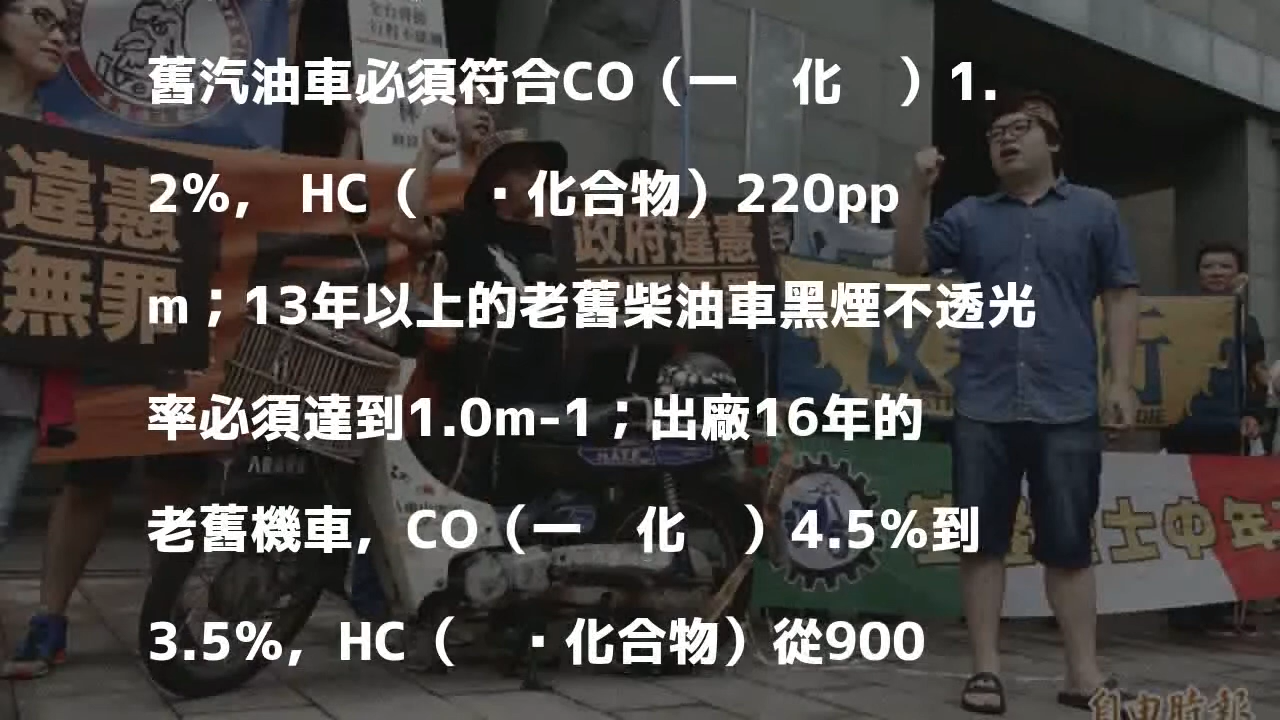 舊汽油車必須符合CO（一　化　）1.
2%， HC（　・化合物）220pp
m；13年以上的老舊柴油車黑煙不透光
率必須達到1.0m-1；出廠16年的
老舊機車，CO（一　化　）4.5%到
3.5%，HC（　・化合物）從900
違憲
無罪
政府違憲
自由時報